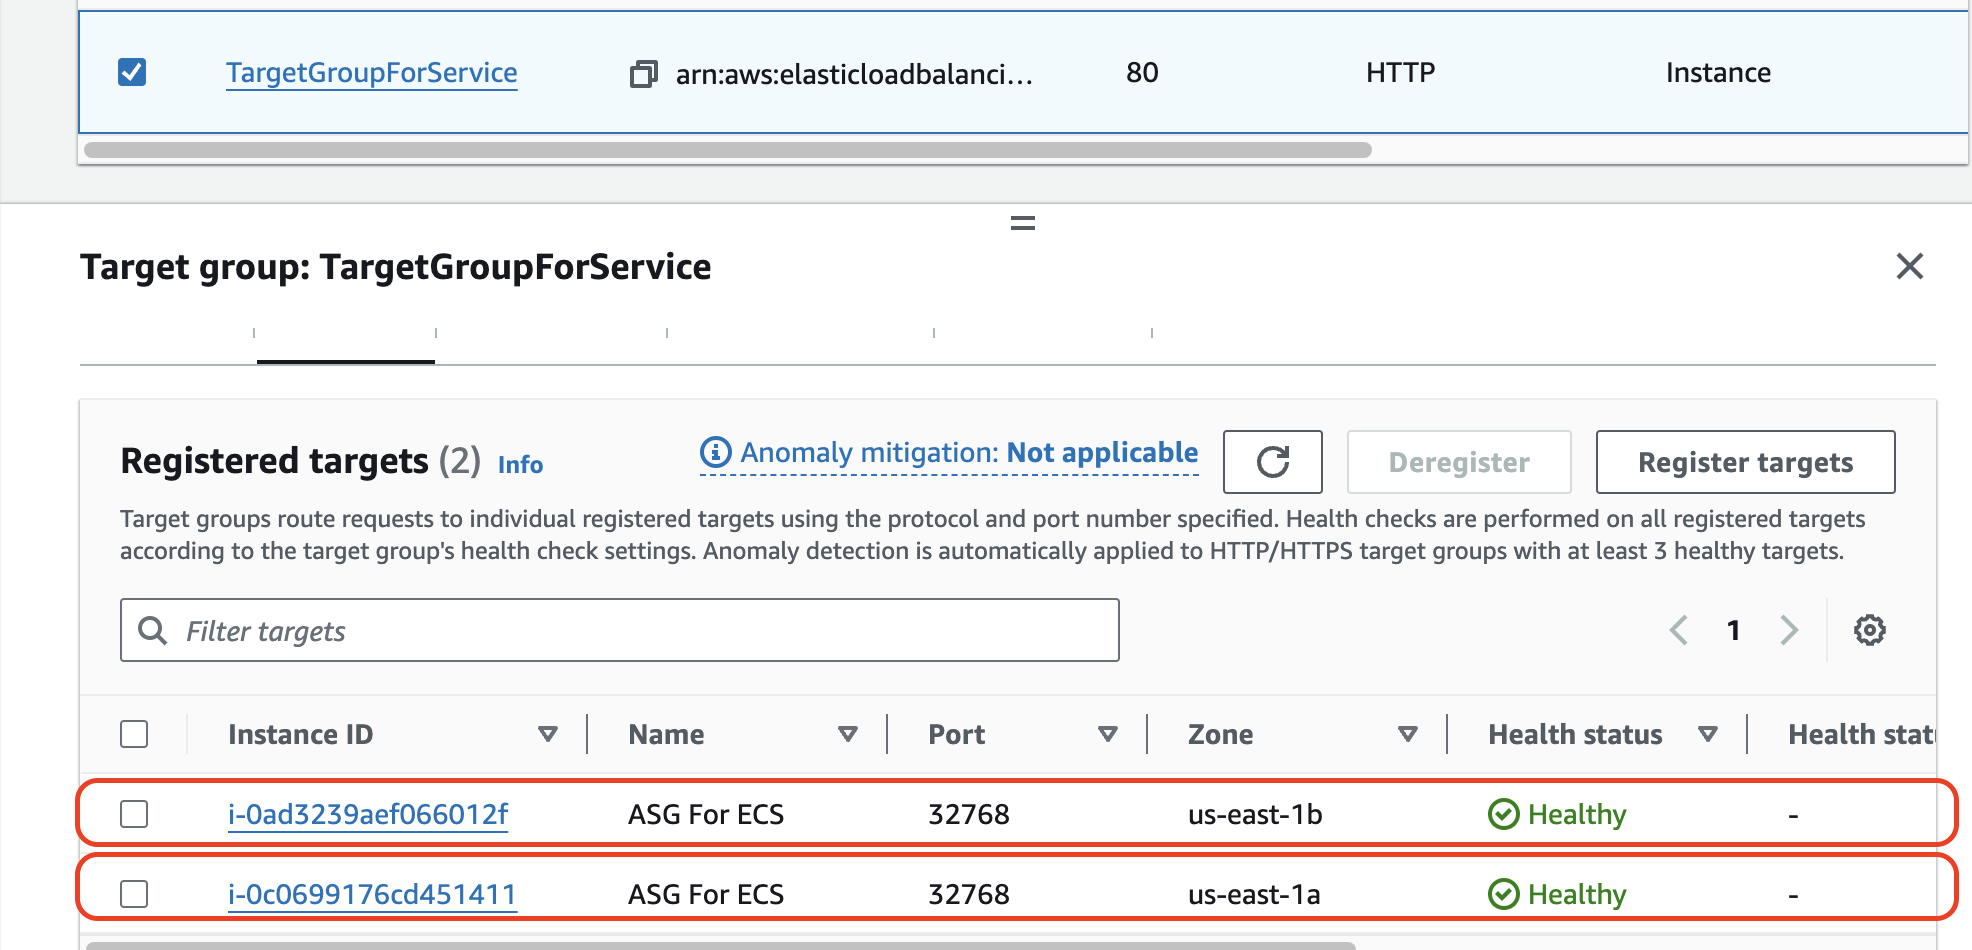 TargetGroupForService arn:aws:elasticloadbalanci... 80 HTTP Instance
Target group: TargetGroupForService
Registered targets (2) Info Anomaly mitigation: Not applicable Deregister Register targets
Target groups route requests to individual registered targets using the protocol and port number specified. Health checks are performed on all registered targets
according to the target group's health check settings. Anomaly detection is automatically applied to HTTP/HTTPS target groups with at least 3 healthy targets.
Filter targets 1
Instance ID Name Port Zone Health status Health stat
i-0ad3239aef066012f ASG For ECS 32768 us-east-1b Healthy -
i-0c0699176cd451411 ASG For ECS 32768 us-east-1a Healthy -